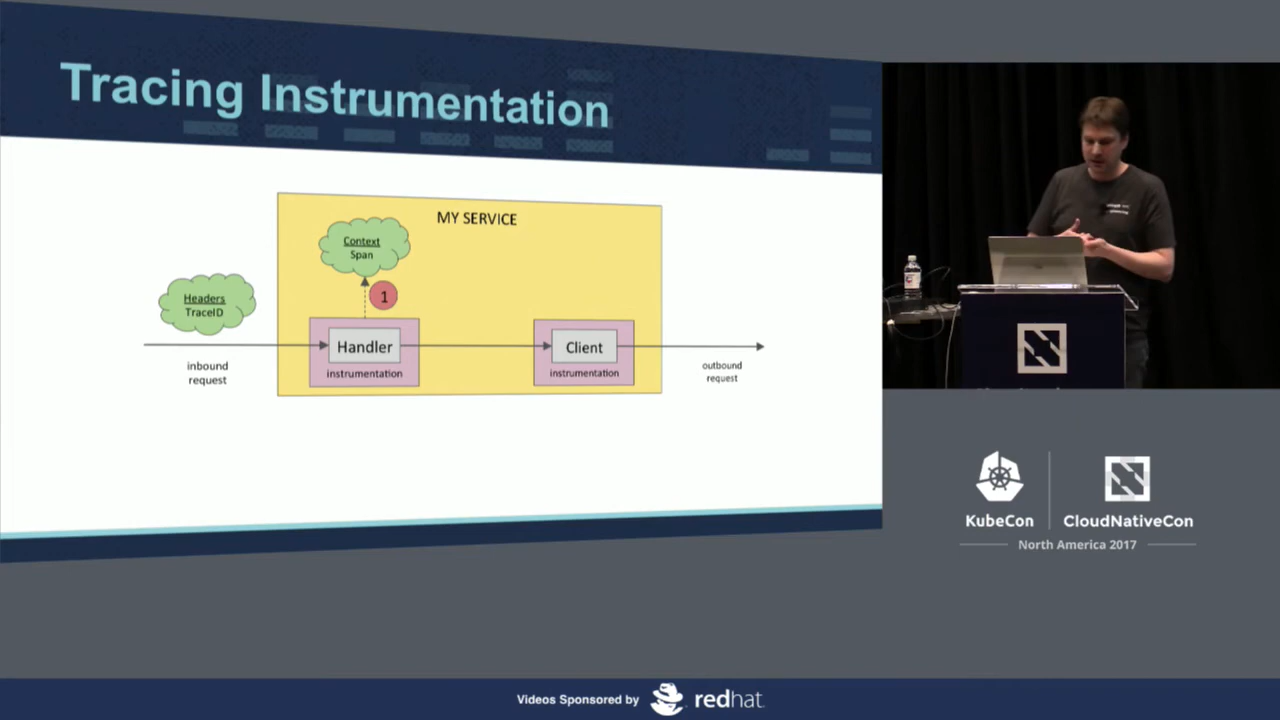 Tracing Instrumentation
MY SERVICE
Context
Span
1
Headers
TraceID
Handler
instrumentation
Client
instrumentation
inbound
request
outbound
request
KubeCon
CloudNativeCon
North America 2017
Videos Sponsored by
redhat